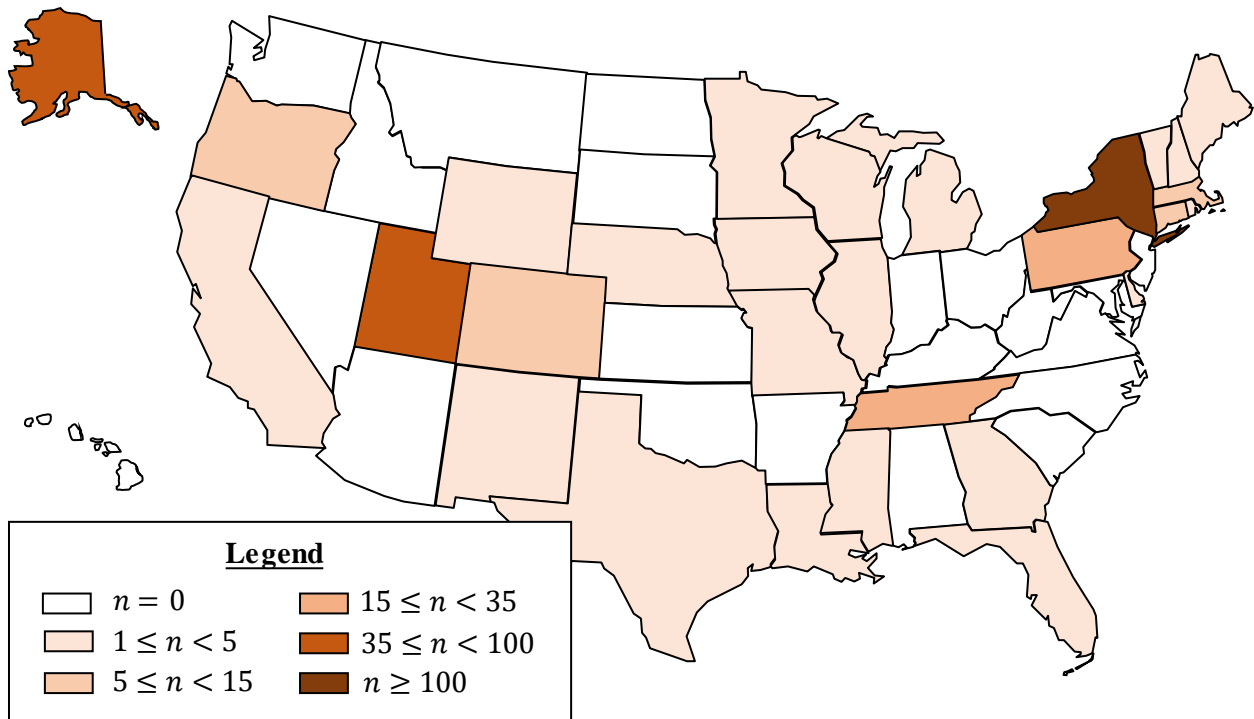 Legend
n = 0
15 ≤ n < 35
1 ≤ n < 5
35 ≤ n < 100
5 ≤ n < 15
n ≥ 100